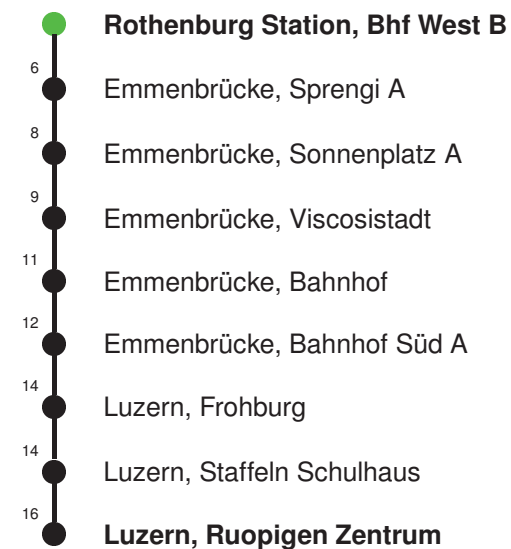 Rothenburg Station, Bhf West B
6 Emmenbrücke, Sprengi A
8 Emmenbrücke, Sonnenplatz A
9 Emmenbrücke, Viscosistadt
11 Emmenbrücke, Bahnhof
12 Emmenbrücke, Bahnhof Süd A
14 Luzern, Frohburg
14 Luzern, Staffeln Schulhaus
16 Luzern, Ruopigen Zentrum